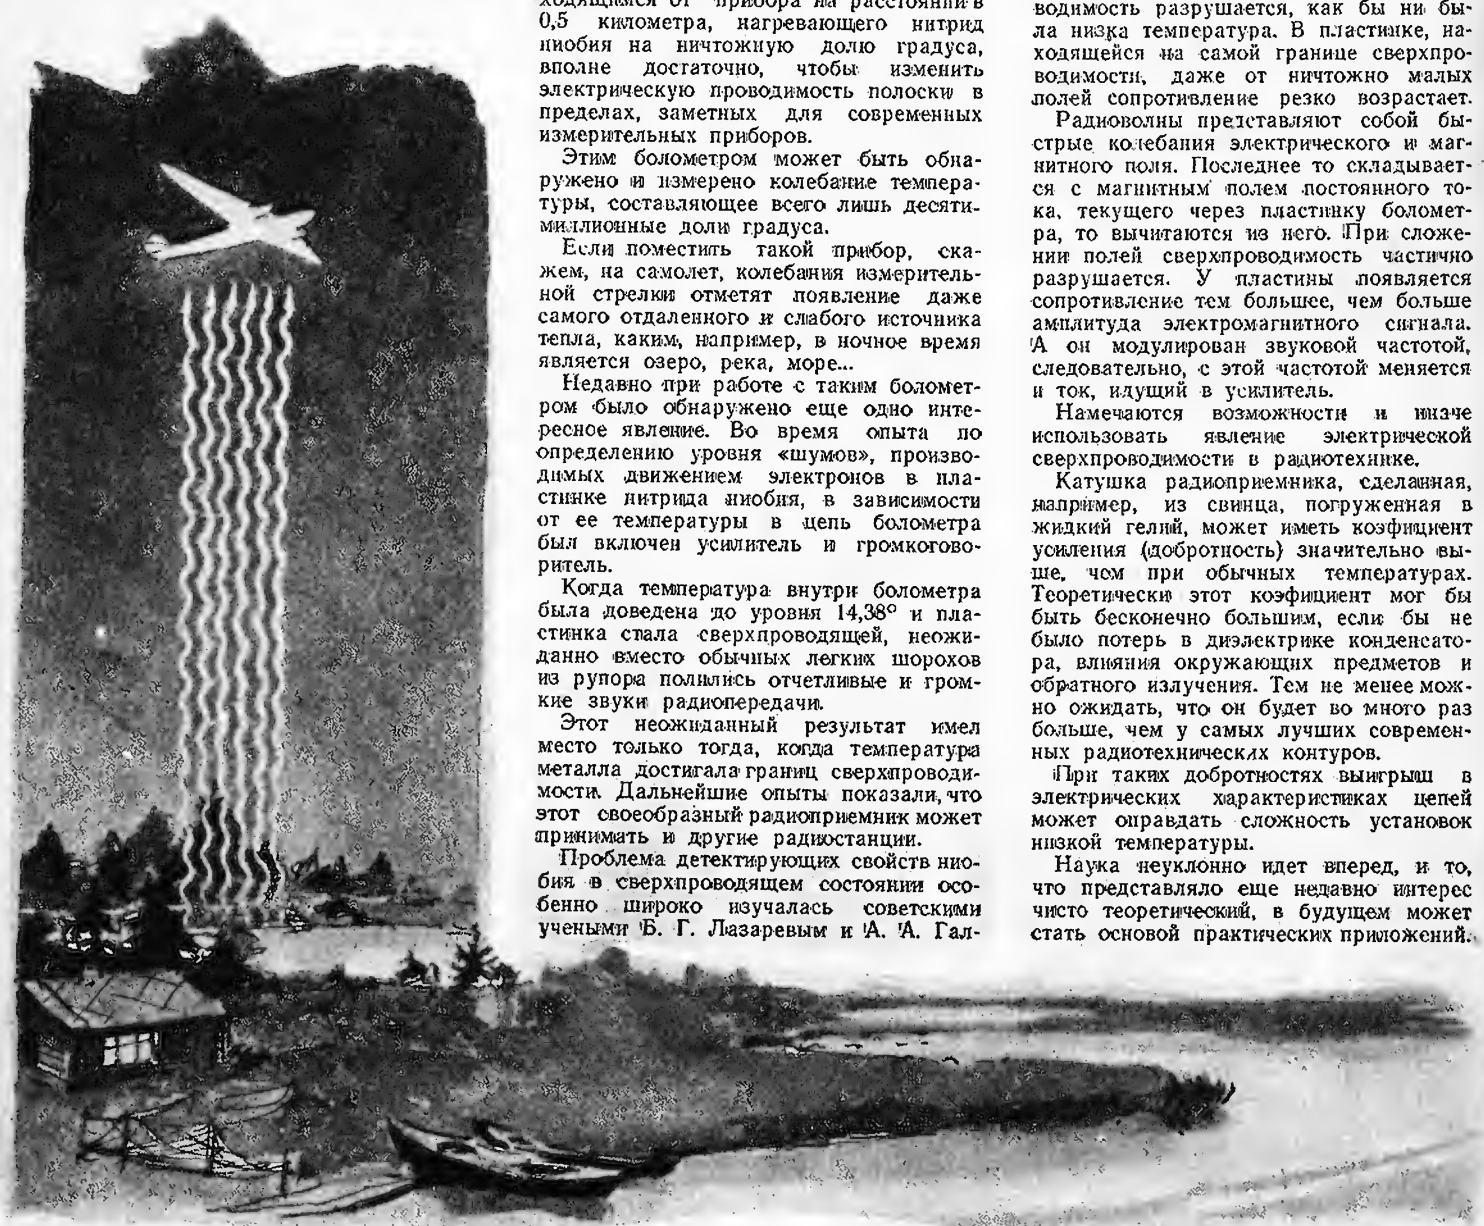 ходящимся от прибора на расстоянии в
0,5 километра, нагревающего нитрид
ниобия на ничтожную долю градуса,
вполне достаточно, чтобы изменить
электрическую проводимость полоски в
пределах, заметных для современных
измерительных приборов.
Этим болометром может быть обна-
ружено и измерено колебание темпера-
туры, составляющее всего лишь десяти-
миллионные доли градуса.
Если поместить такой прибор, ска-
жем, на самолет, колебания измеритель-
ной стрелки отметят появление даже
самого отдаленного и слабого источника
тепла, каким, например, в ночное время
является озеро, река, море...
Недавно при работе с таким боломет-
ром было обнаружено еще одно инте-
ресное явление. Во время опыта по
определению уровня «шумов», произво-
димых движением электронов в пла-
стинке нитрида ниобия, в зависимости
от ее температуры в цепь болометра
был включен усилитель и громкогово-
ритель.
Когда температура внутри болометра
была доведена до уровня 14,38° и пла-
стинка стала сверхпроводящей, неожи-
данно вместо обычных легких шорохов
из рупора полились отчетливые и гром-
кие звуки радиопередачи.
Этот неожиданный результат имел
место только тогда, когда температура
металла достигала границ сверхпроводи-
мости. Дальнейшие опыты показали, что
этот своеобразный радиоприемник может
принимать и другие радиостанции.
Проблема детектирующих свойств нио-
бия в сверхпроводящем состоянии осо-
бенно широко изучалась советскими
учеными Б. Г. Лазаревым и А. А. Гал-
водимость разрушается, как бы ни бы-
ла низка температура. В пластинке, на-
ходящейся на самой границе сверхпро-
водимости, даже от ничтожно малых
полей сопротивление резко возрастает.
Радиоволны представляют собой бы-
стрые колебания электрического и маг-
нитного поля. Последнее то складывает-
ся с магнитным полем постоянного то-
ка, текущего через пластинку боломет-
ра, то вычитаются из него. При сложе-
нии полей сверхпроводимость частично
разрушается. У пластины появляется
сопротивление тем большее, чем больше
амплитуда электромагнитного сигнала.
А он модулирован звуковой частотой,
следовательно, с этой частотой меняется
и ток, идущий в усилитель.
Намечаются возможности и иначе
использовать явление электрической
сверхпроводимости в радиотехнике.
Катушка радиоприемника, сделанная,
например, из свинца, погруженная в
жидкий гелий, может иметь коэфициент
усиления (добротность) значительно вы-
ше, чем при обычных температурах.
Теоретически этот коэфициент мог бы
быть бесконечно большим, если бы не
было потерь в диэлектрике конденсато-
ра, влияния окружающих предметов и
обратного излучения. Тем не менее мож-
но ожидать, что он будет во много раз
больше, чем у самых лучших современ-
ных радиотехнических контуров.
При таких добротностях выигрыш в
электрических характеристиках цепей
может оправдать сложность установок
низкой температуры.
Наука неуклонно идет вперед, и то,
что представляло еще недавно интерес
чисто теоретический, в будущем может
стать основой практических приложений.